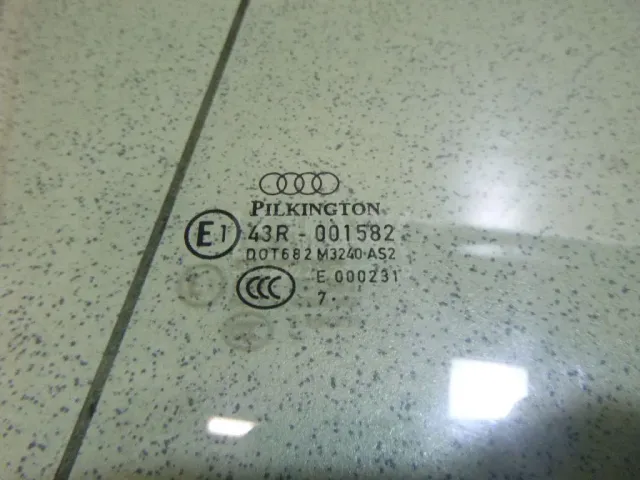 PILKINGTON
E1 43R - 001582
DOT682 M3240·AS2
CCC E 000231
7 ·